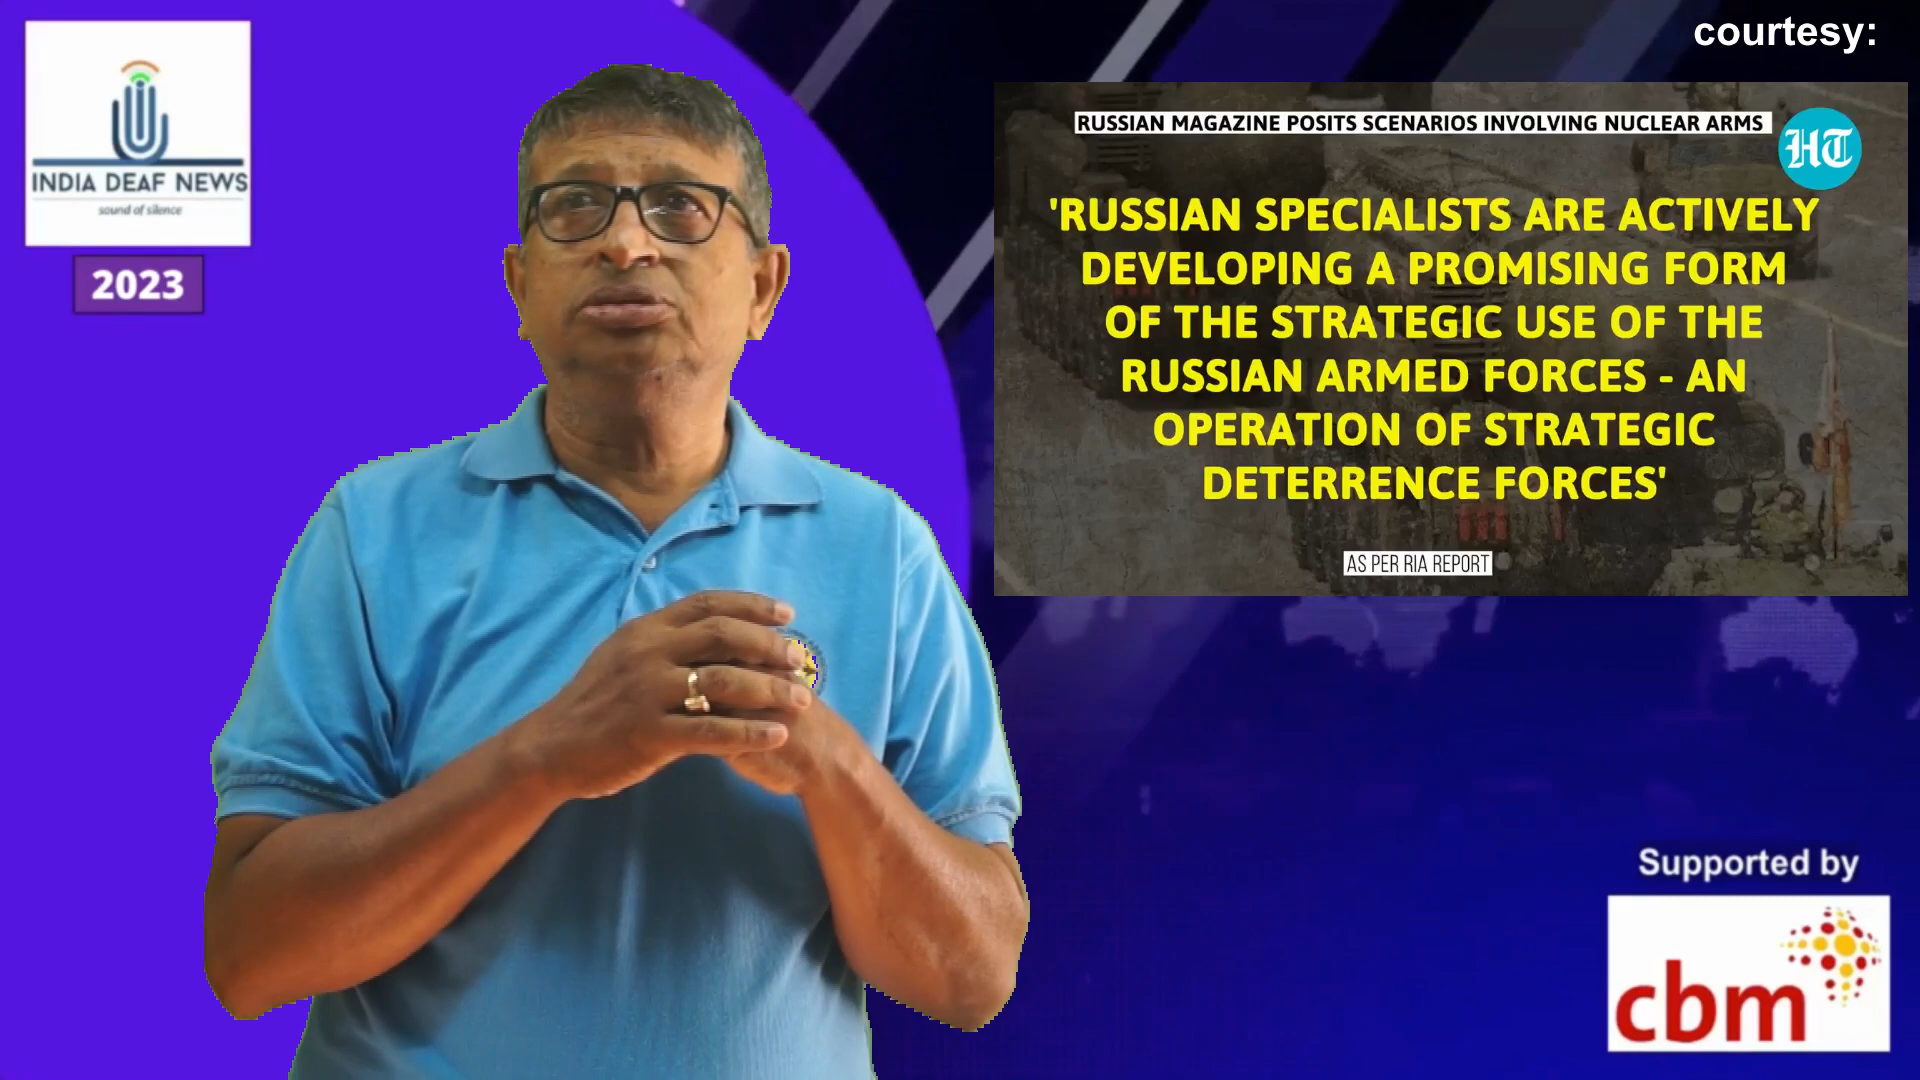 courtesy:
INDIA DEAF NEWS
sound of silence
2023
RUSSIAN MAGAZINE POSITS SCENARIOS INVOLVING NUCLEAR ARMS
HT
'RUSSIAN SPECIALISTS ARE ACTIVELY
DEVELOPING A PROMISING FORM
OF THE STRATEGIC USE OF THE
RUSSIAN ARMED FORCES - AN
OPERATION OF STRATEGIC
DETERRENCE FORCES'
AS PER RIA REPORT
Supported by
cbm